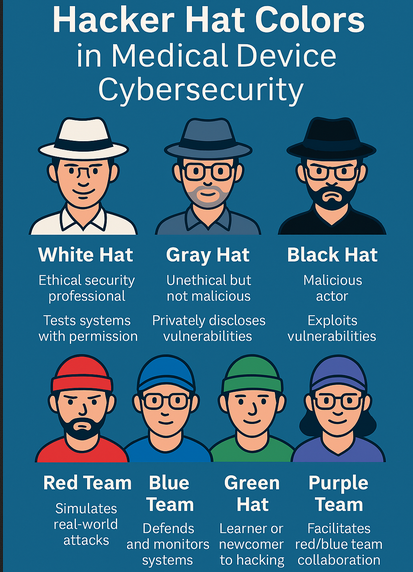 Hacker Hat Colors
in Medical Device
Cybersecurity
White Hat
Ethical security
professional
Tests systems
with permission
Gray Hat
Unethical but
not malicious
Privately discloses
vulnerabilities
Black Hat
Malicious
actor
Exploits
vulnerabilities
Red Team
Simulates
real-world
attacks
Blue
Team
Defends
and monitors
systems
Green
Hat
Learner or
newcomer
to hacking
Purple
Team
Facilitates
red/blue team
collaboration